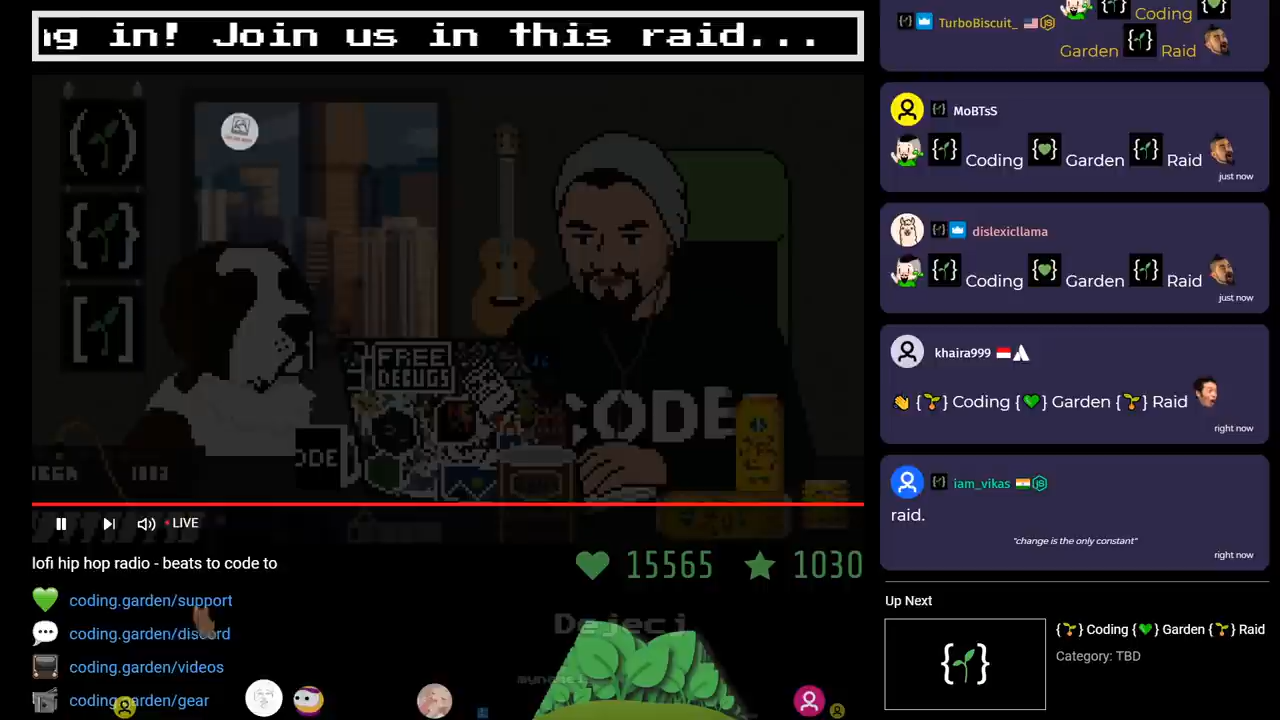 g in! Join us in this raid...
FREE
DEBUGS
CODE
ODE
LIVE
lofi hip hop radio - beats to code to
15565
1030
coding.garden/support
coding.garden/discord
coding.garden/videos
coding.garden/gear
Dejeci
TurboBiscuit_
Coding
Garden Raid
MoBTsS
Coding Garden Raid
just now
dislexicllama
Coding Garden Raid
just now
khaira999
👋 {🌱} Coding {💚} Garden {🌱} Raid
right now
iam_vikas
raid.
"change is the only constant"
right now
Up Next
{🌱} Coding {💚} Garden {🌱} Raid
Category: TBD